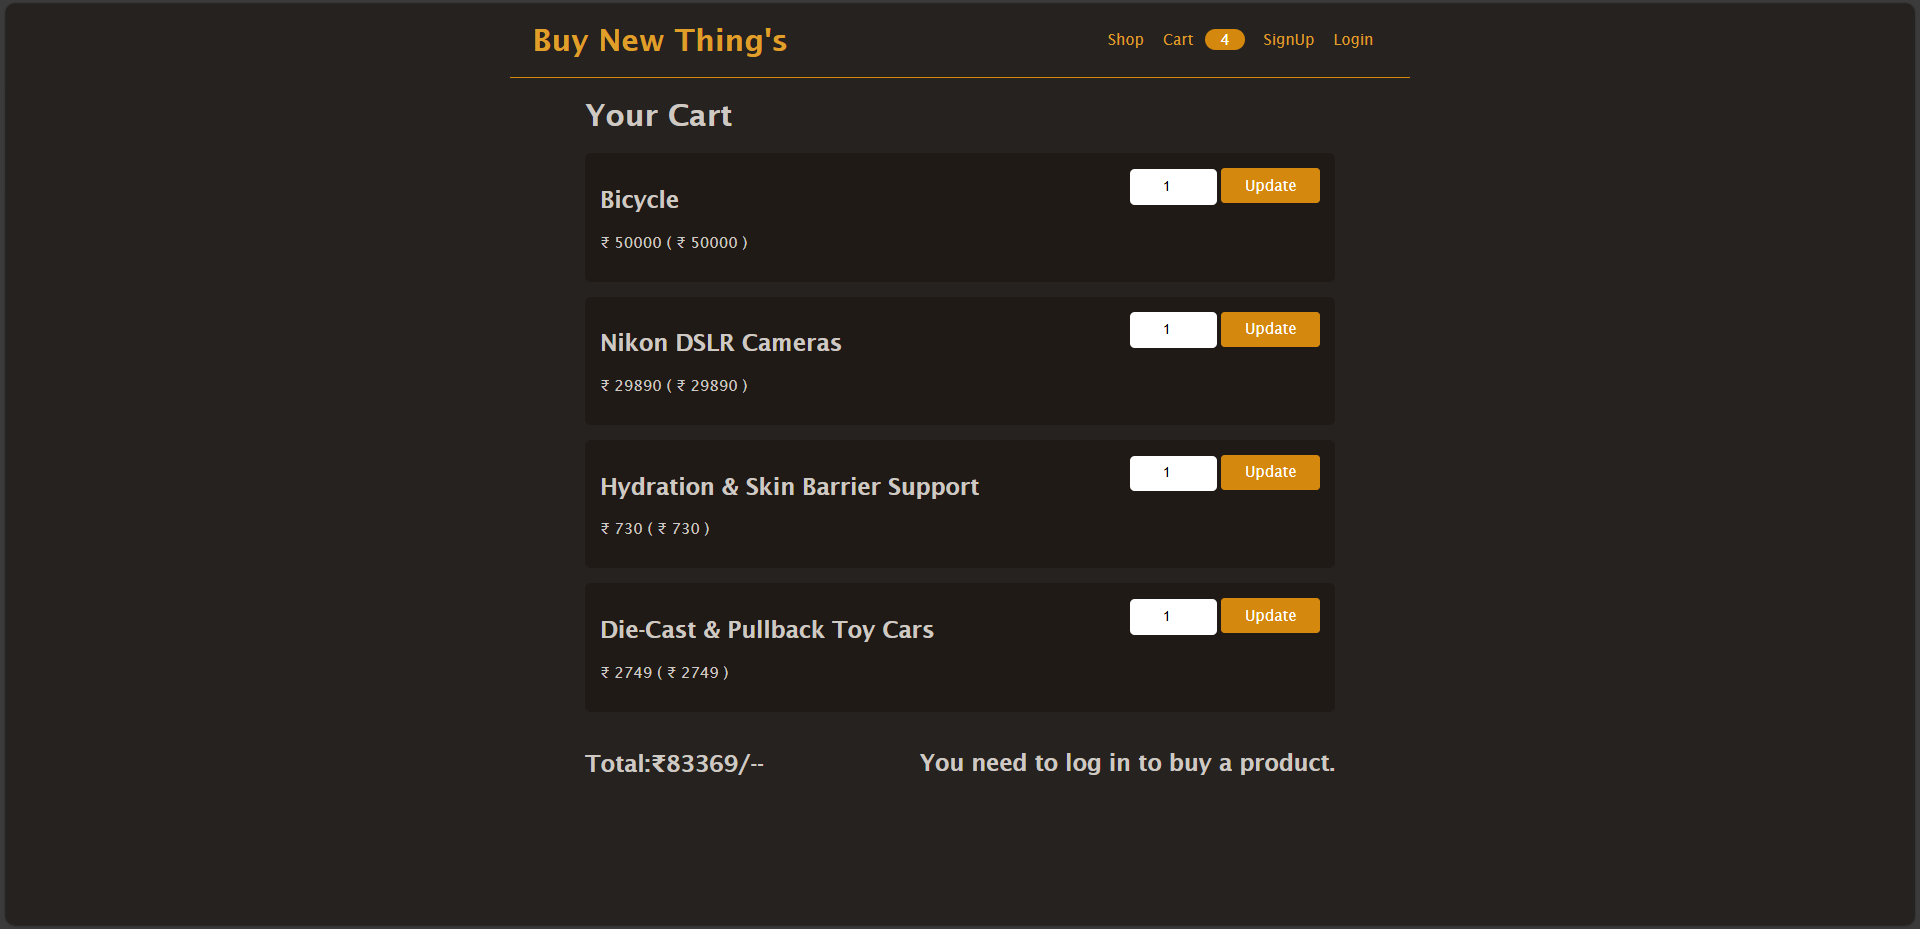 Buy New Thing's
Shop Cart 4 SignUp Login
Your Cart
Bicycle
1 Update
₹ 50000 ( ₹ 50000 )
Nikon DSLR Cameras
1 Update
₹ 29890 ( ₹ 29890 )
Hydration & Skin Barrier Support
1 Update
₹ 730 ( ₹ 730 )
Die-Cast & Pullback Toy Cars
1 Update
₹ 2749 ( ₹ 2749 )
Total:₹83369/--
You need to log in to buy a product.